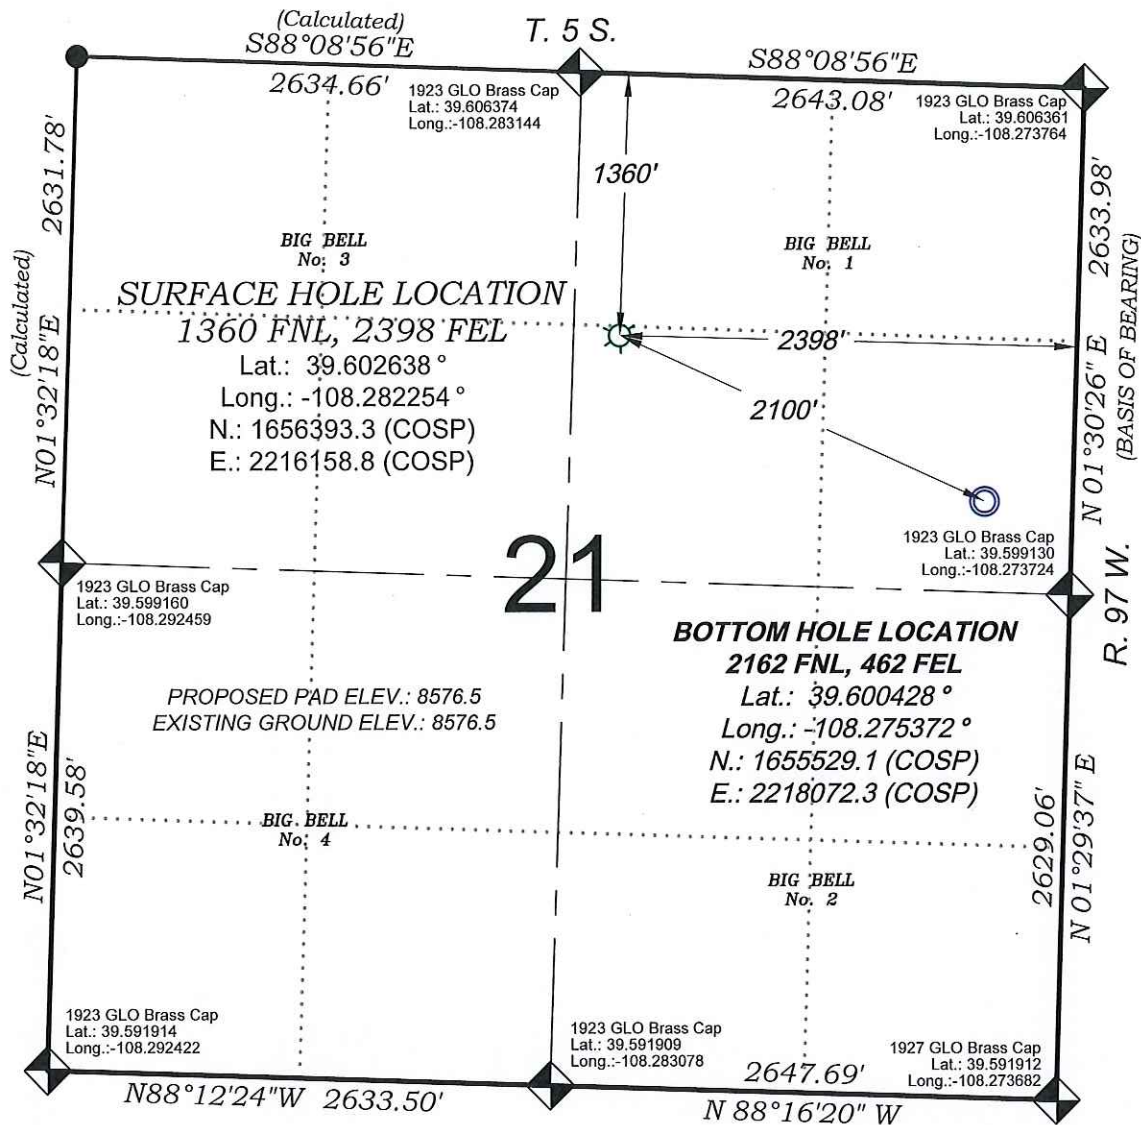 (Calculated)
S88°08'56"E
T. 5 S.
S88°08'56"E
2634.66'
2643.08'
1923 GLO Brass Cap
Lat.: 39.606374
Long.:-108.283144
1923 GLO Brass Cap
Lat.: 39.606361
Long.:-108.273764
2631.78'
1360'
2633.98'
(Calculated)
N01°32'18"E
BIG BELL
No. 3
BIG BELL
No. 1
SURFACE HOLE LOCATION
1360 FNL, 2398 FEL
Lat.: 39.602638°
Long.: -108.282254°
N.: 1656393.3 (COSP)
E.: 2216158.8 (COSP)
2398'
2100'
N 01°30'26" E
(BASIS OF BEARING)
1923 GLO Brass Cap
Lat.: 39.599130
Long.:-108.273724
21
R. 97 W.
1923 GLO Brass Cap
Lat.: 39.599160
Long.:-108.292459
BOTTOM HOLE LOCATION
2162 FNL, 462 FEL
Lat.: 39.600428°
Long.: -108.275372°
N.: 1655529.1 (COSP)
E.: 2218072.3 (COSP)
PROPOSED PAD ELEV.: 8576.5
EXISTING GROUND ELEV.: 8576.5
N01°32'18"E
2639.58'
BIG BELL
No. 4
BIG BELL
No. 2
2629.06'
N 01°29'37" E
1923 GLO Brass Cap
Lat.: 39.591914
Long.:-108.292422
1923 GLO Brass Cap
Lat.: 39.591909
Long.:-108.283078
1927 GLO Brass Cap
Lat.: 39.591912
Long.:-108.273682
N88°12'24"W 2633.50'
2647.69'
N 88°16'20" W